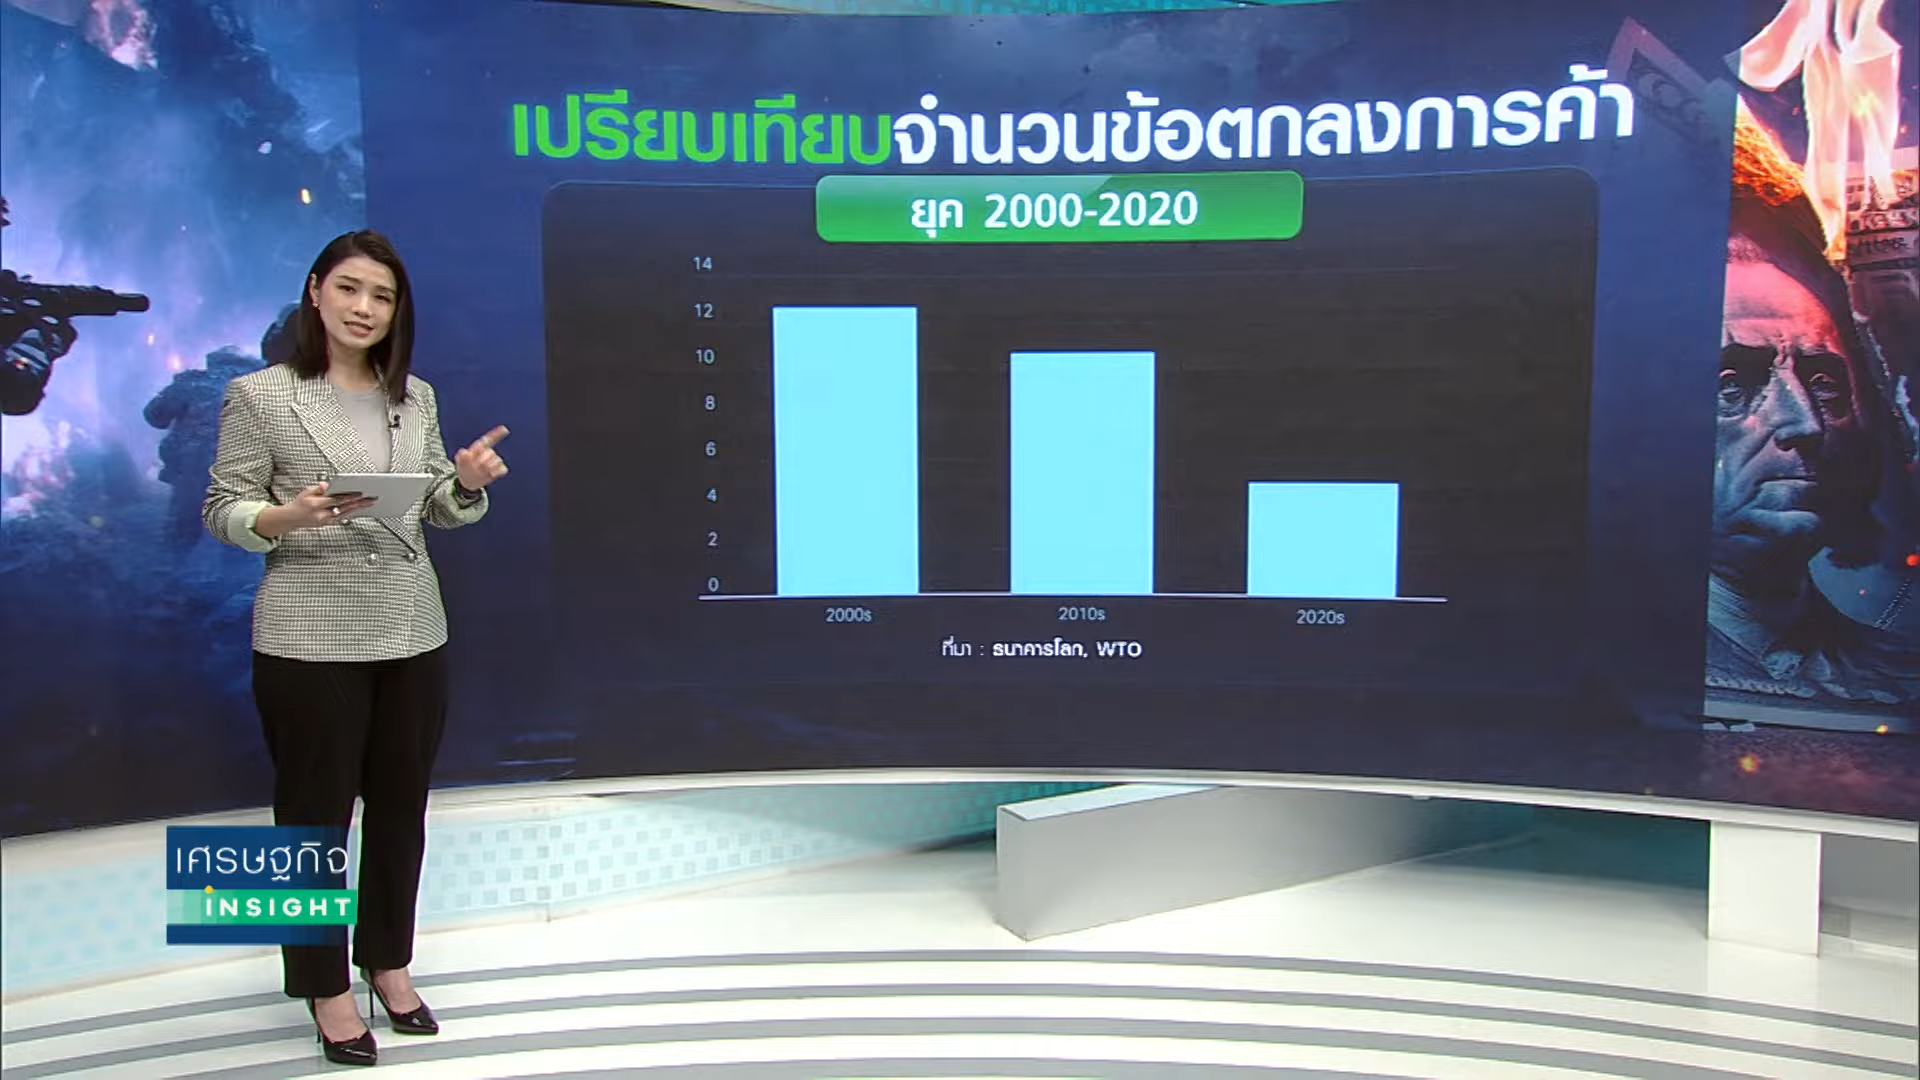 เปรียบเทียบจำนวนข้อตกลงการค้า
ยุค 2000-2020
14
12
10
8
6
4
2
0
2000s
2010s
2020s
ที่มา : ธนาคารโลก, WTO
เศรษฐกิจ
INSIGHT